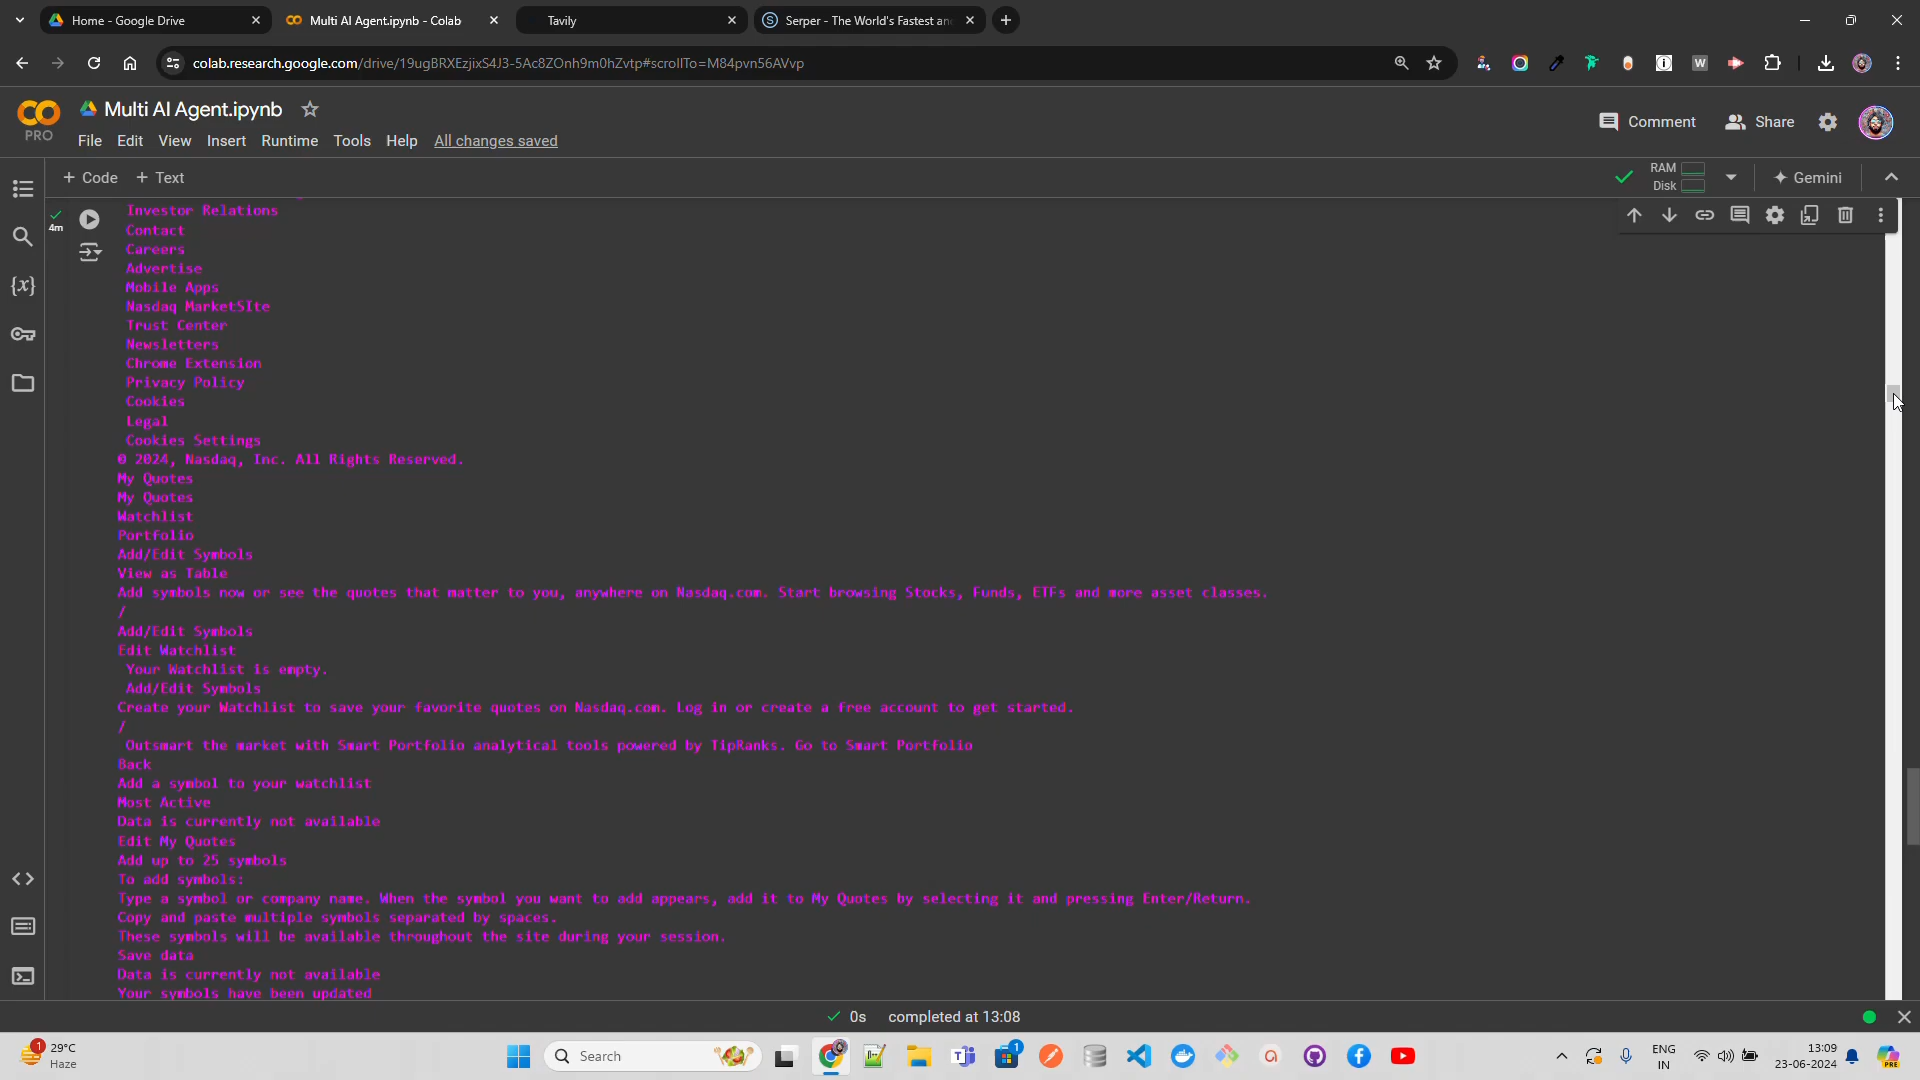 Home - Google Drive
Multi AI Agent.ipynb - Colab
Tavily
Serper - The World's Fastest an
colab.research.google.com/drive/19ugBRXEzjixS4J3-5Ac8ZOnh9m0hZvtp#scrollTo=M84pvn56AVvp
Multi AI Agent.ipynb
PRO
File Edit View Insert Runtime Tools Help All changes saved
Comment
Share
+ Code + Text
RAM
Disk
Gemini
4m
Investor Relations
Contact
Careers
Advertise
Mobile Apps
Nasdaq MarketSIte
Trust Center
Newsletters
Chrome Extension
Privacy Policy
Cookies
Legal
Cookies Settings
© 2024, Nasdaq, Inc. All Rights Reserved.
My Quotes
My Quotes
Watchlist
Portfolio
Add/Edit Symbols
View as Table
Add symbols now or see the quotes that matter to you, anywhere on Nasdaq.com. Start browsing Stocks, Funds, ETFs and more asset classes.
/
Add/Edit Symbols
Edit Watchlist
Your Watchlist is empty.
Add/Edit Symbols
Create your Watchlist to save your favorite quotes on Nasdaq.com. Log in or create a free account to get started.
/
Outsmart the market with Smart Portfolio analytical tools powered by TipRanks. Go to Smart Portfolio
Back
Add a symbol to your watchlist
Most Active
Data is currently not available
Edit My Quotes
Add up to 25 symbols
To add symbols:
Type a symbol or company name. When the symbol you want to add appears, add it to My Quotes by selecting it and pressing Enter/Return.
Copy and paste multiple symbols separated by spaces.
These symbols will be available throughout the site during your session.
Save data
Data is currently not available
Your symbols have been updated
0s completed at 13:08
29°C
Haze
Search
ENG
IN
13:09
23-06-2024